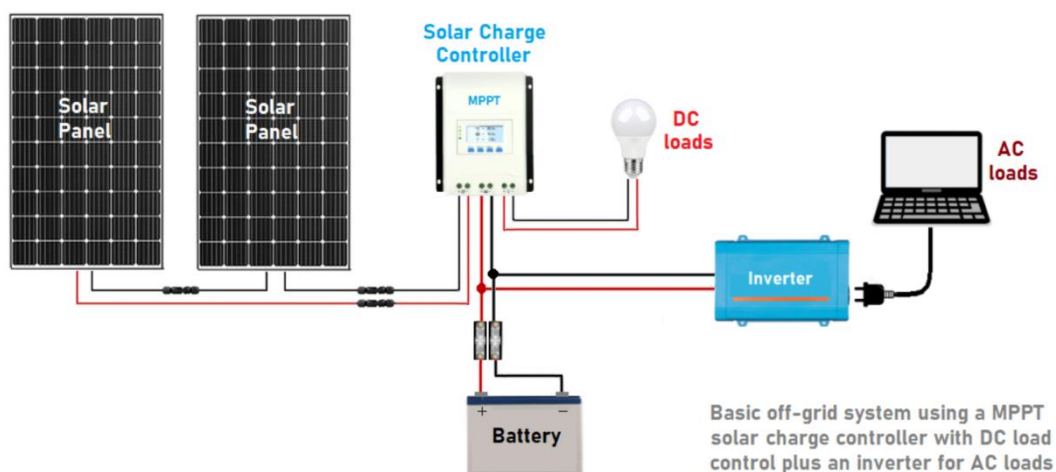 Solar Charge
Controller
MPPT
Solar
Panel
Solar
Panel
DC
loads
AC
loads
Inverter
+
−
Battery
Basic off-grid system using a MPPT
solar charge controller with DC load
control plus an inverter for AC loads